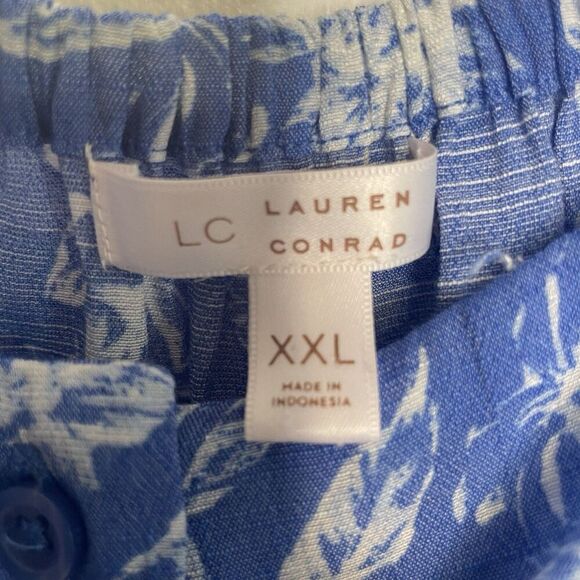 LC LAUREN
CONRAD
XXL
MADE IN
INDONESIA